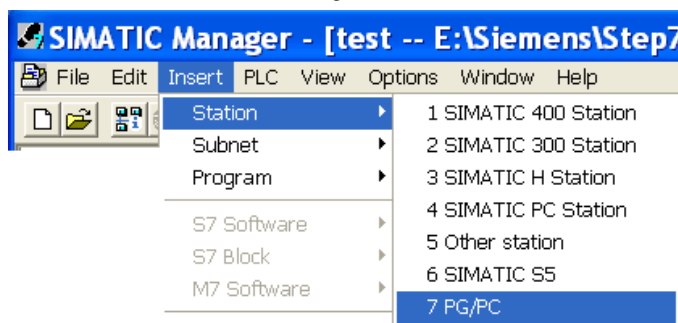 SIMATIC Manager - [test -- E:\Siemens\Step7
File Edit Insert PLC View Options Window Help
Station
Subnet
Program
S7 Software
S7 Block
M7 Software
1 SIMATIC 400 Station
2 SIMATIC 300 Station
3 SIMATIC H Station
4 SIMATIC PC Station
5 Other station
6 SIMATIC S5
7 PG/PC